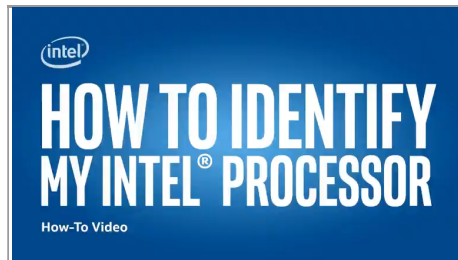 intel
HOW TO IDENTIFY
MY INTEL® PROCESSOR
How-To Video